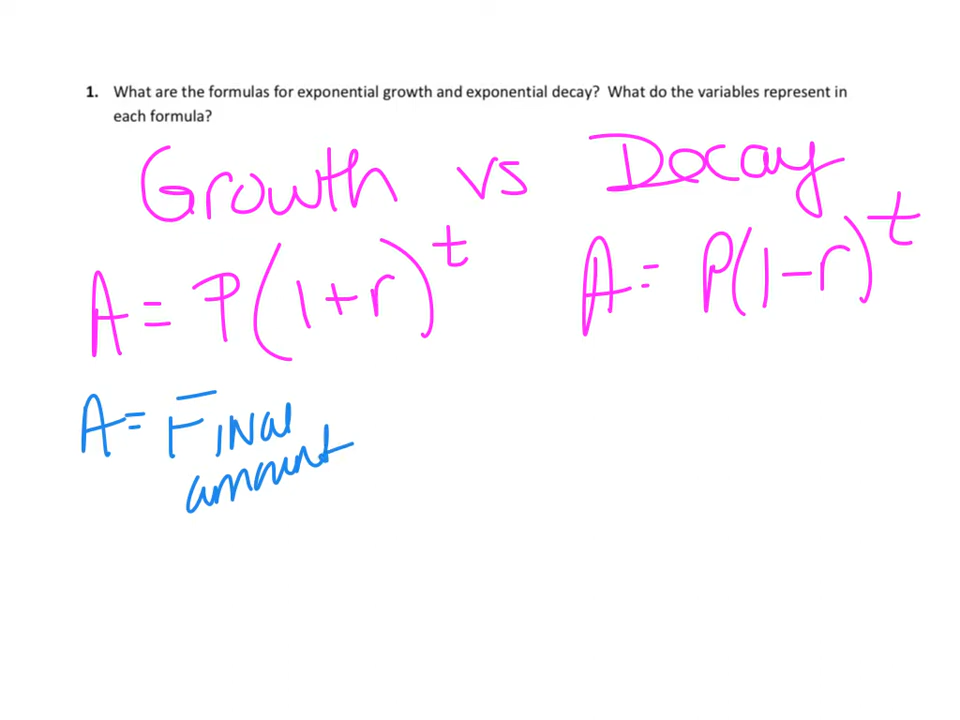 1. What are the formulas for exponential growth and exponential decay? What do the variables represent in
each formula?
Growth vs Decay
A = P(1+r)^t A = P(1-r)^t
A = Final
amount